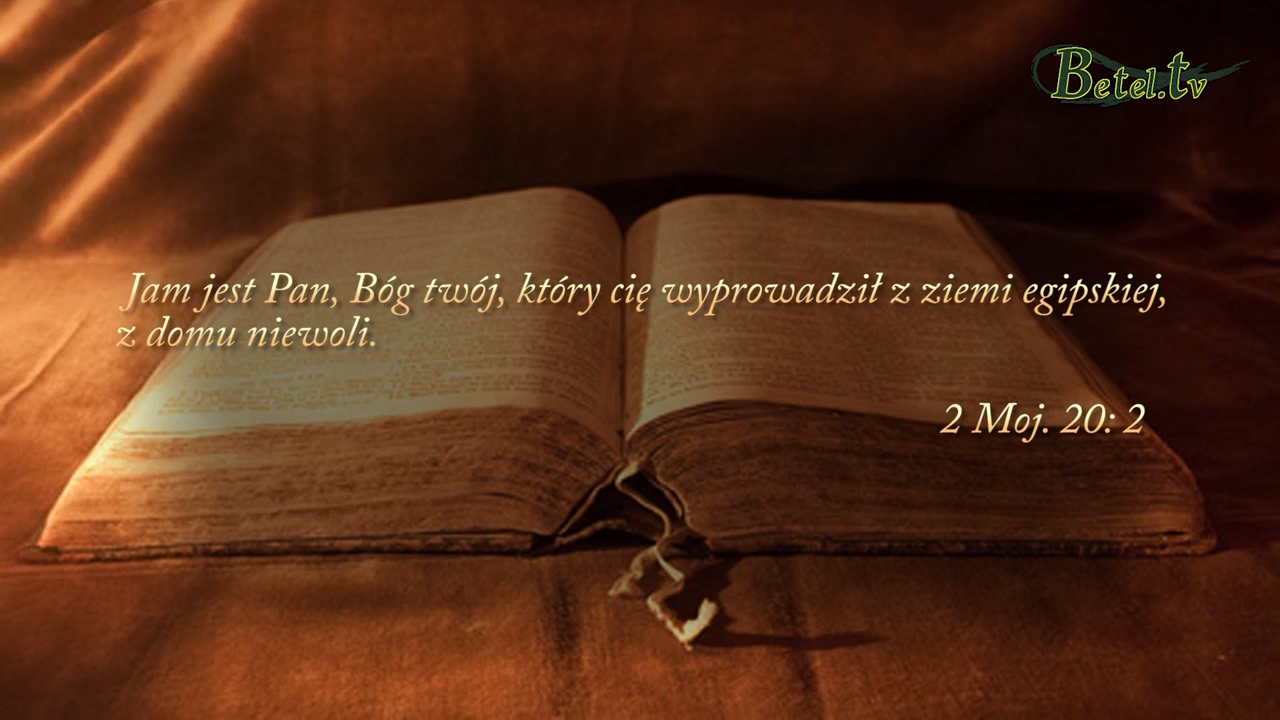 Betel.tv
Jam jest Pan, Bóg twój, który cię wyprowadził z ziemi egipskiej,
z domu niewoli.
2 Moj. 20: 2